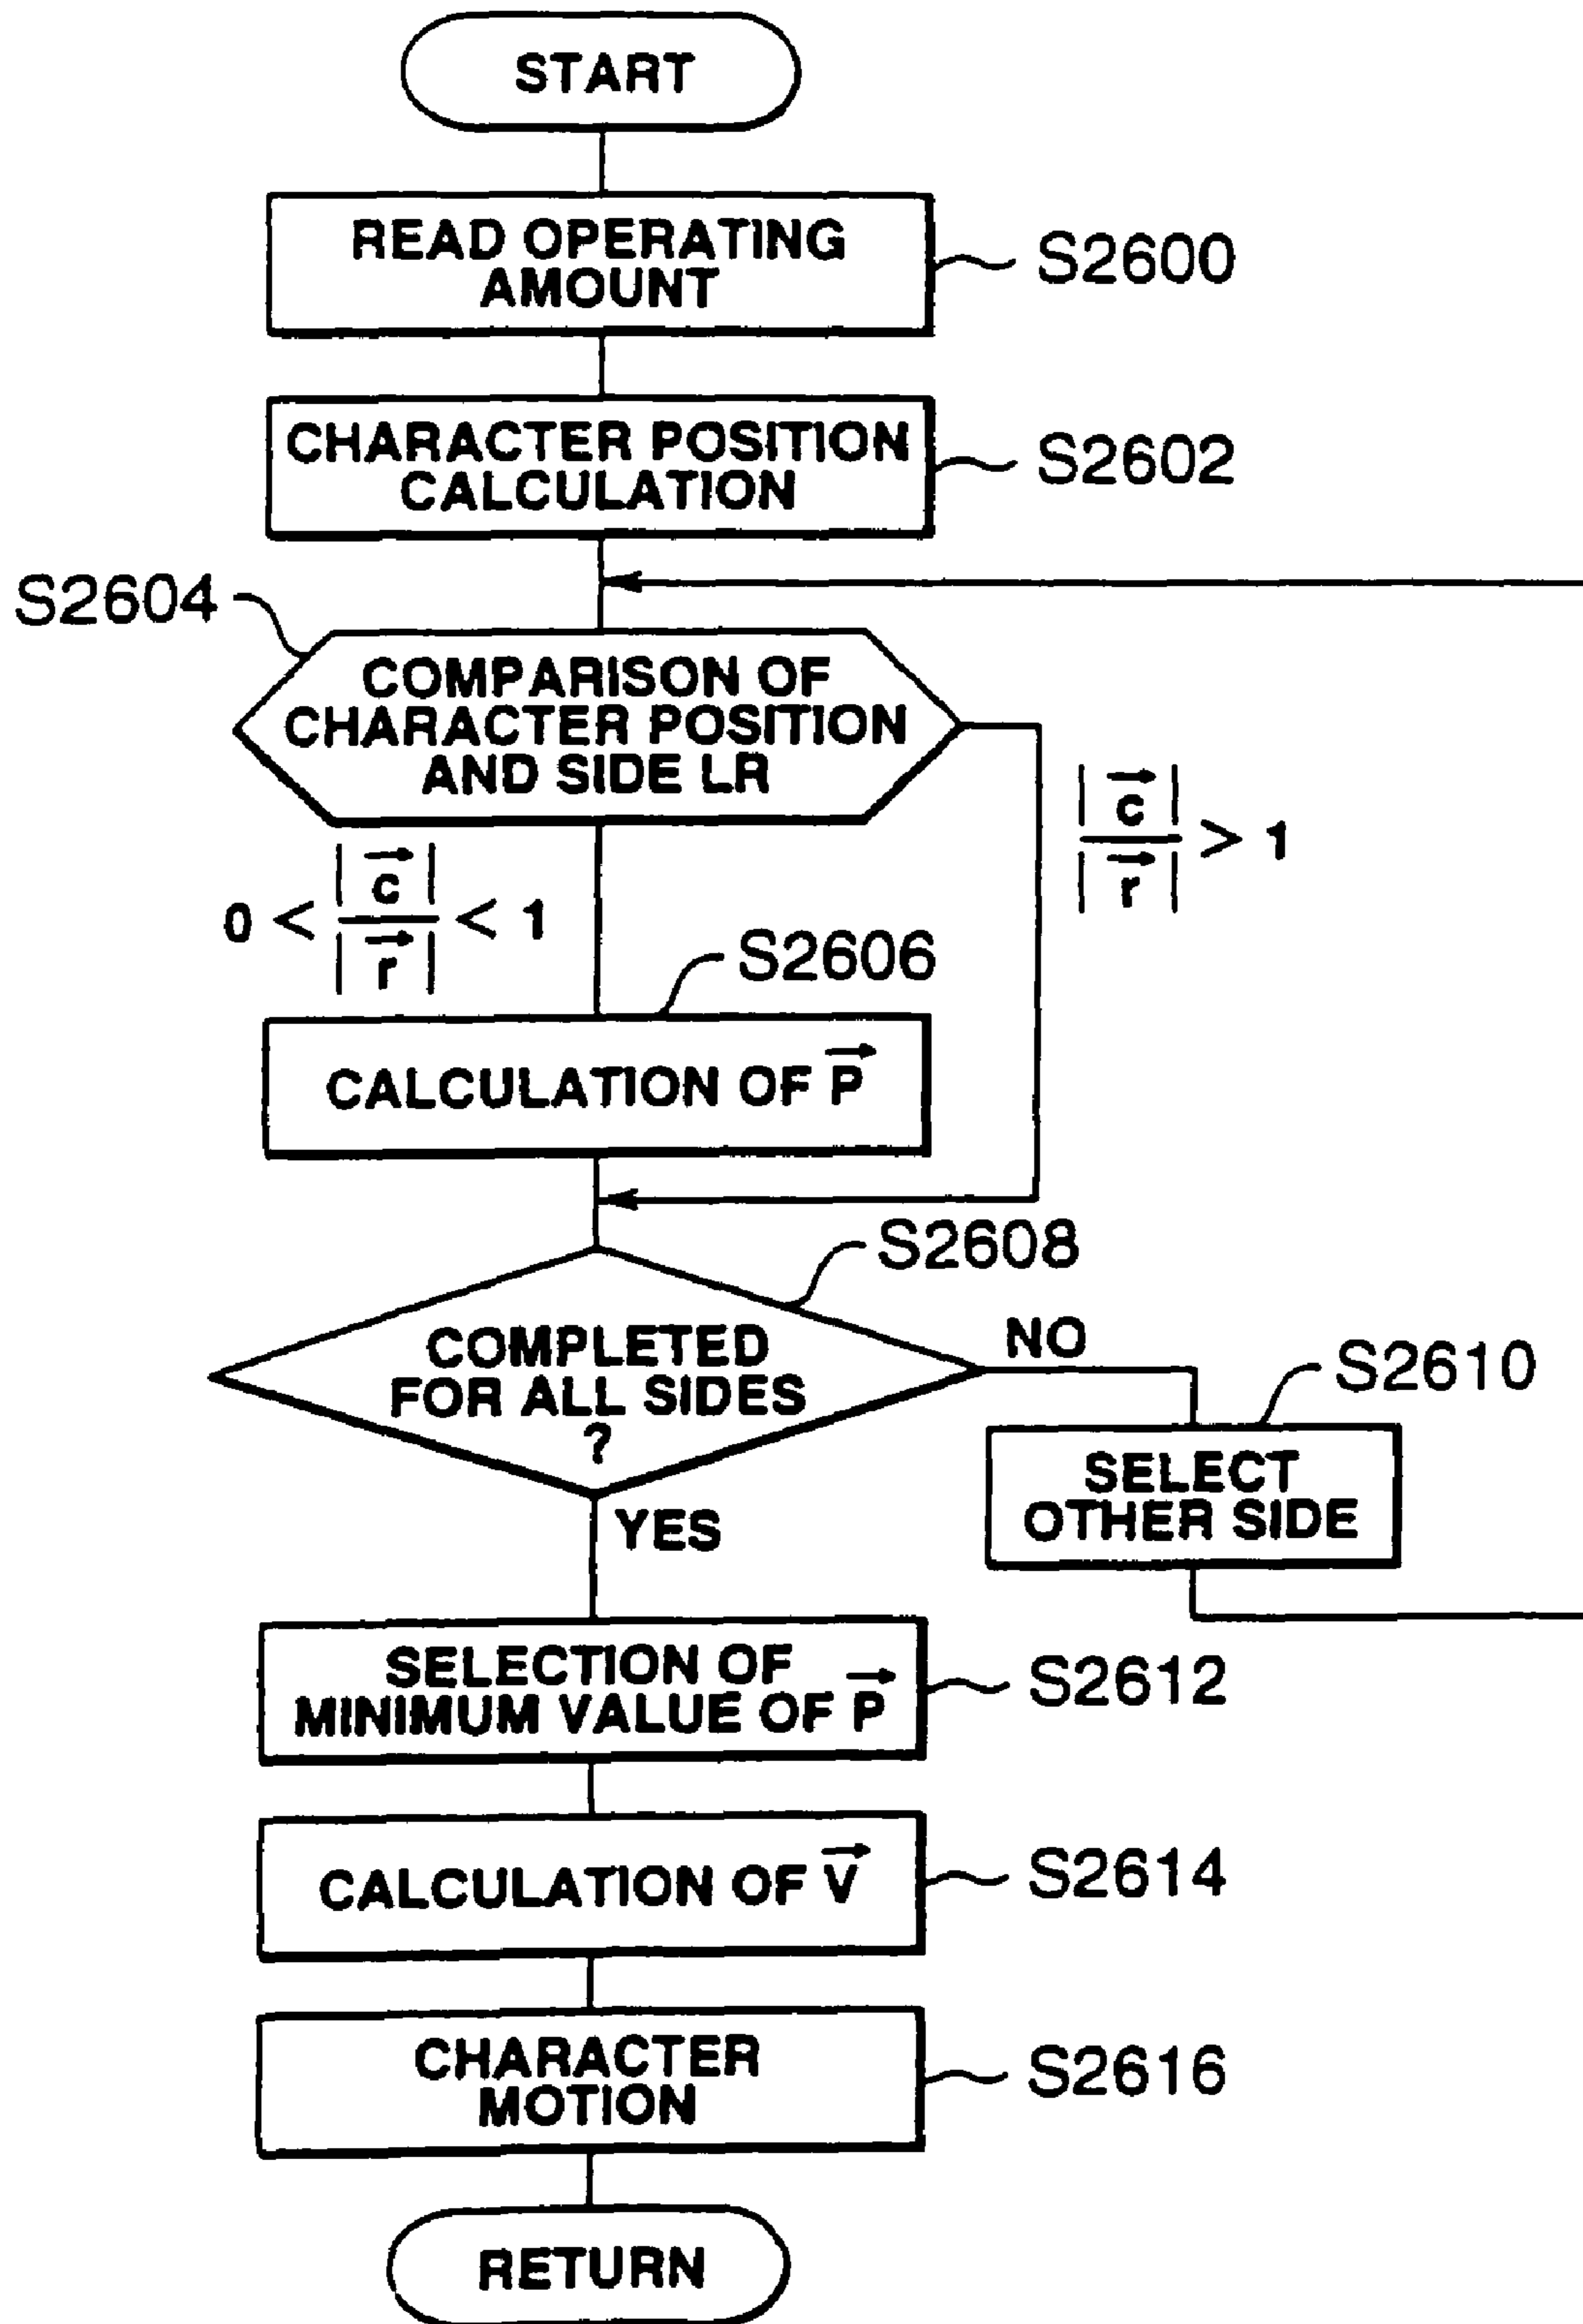 START
READ OPERATING
AMOUNT
S2600
CHARACTER POSITION
CALCULATION
S2602
S2604
COMPARISON OF
CHARACTER POSITION
AND SIDE LR
|c⃗|/|r⃗| > 1
0 < |c⃗|/|r⃗| < 1
S2606
CALCULATION OF P⃗
S2608
COMPLETED
FOR ALL SIDES
?
NO
S2610
SELECT
OTHER SIDE
YES
SELECTION OF
MINIMUM VALUE OF P⃗
S2612
CALCULATION OF V⃗
S2614
CHARACTER
MOTION
S2616
RETURN